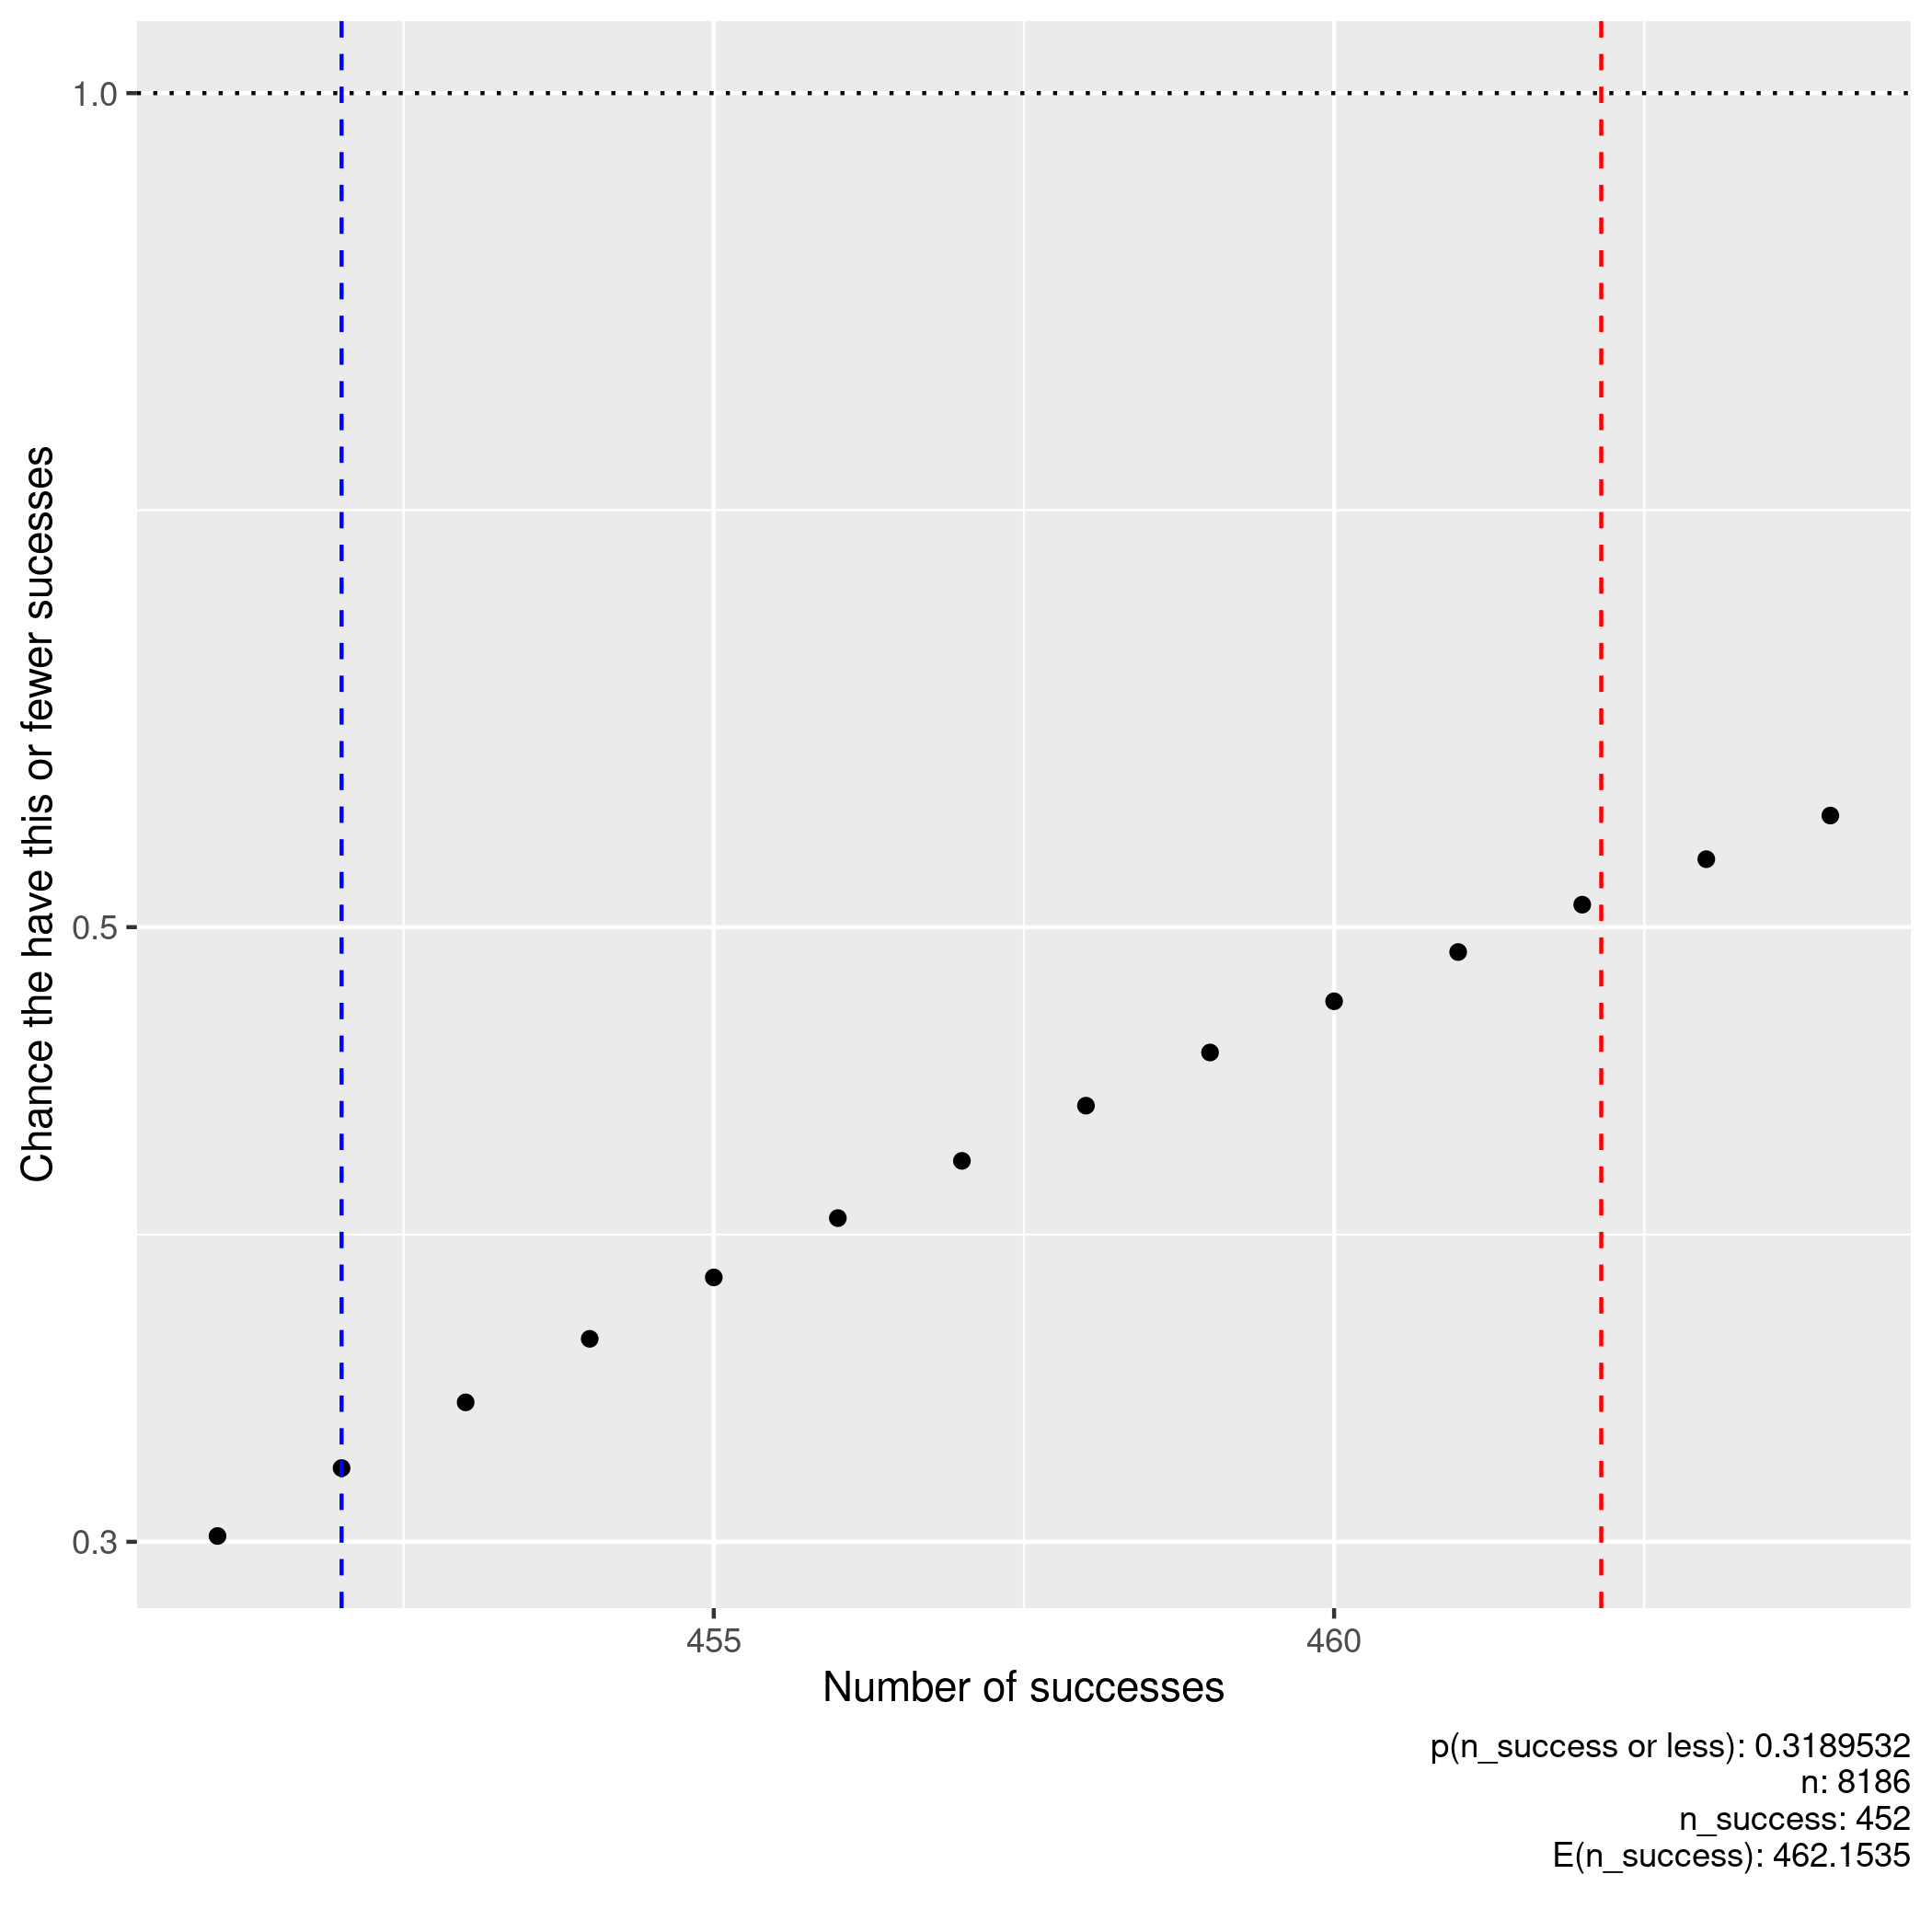 Chance the have this or fewer sucesses
1.0
0.5
0.3
455
460
Number of successes
p(n_success or less): 0.3189532
n: 8186
n_success: 452
E(n_success): 462.1535